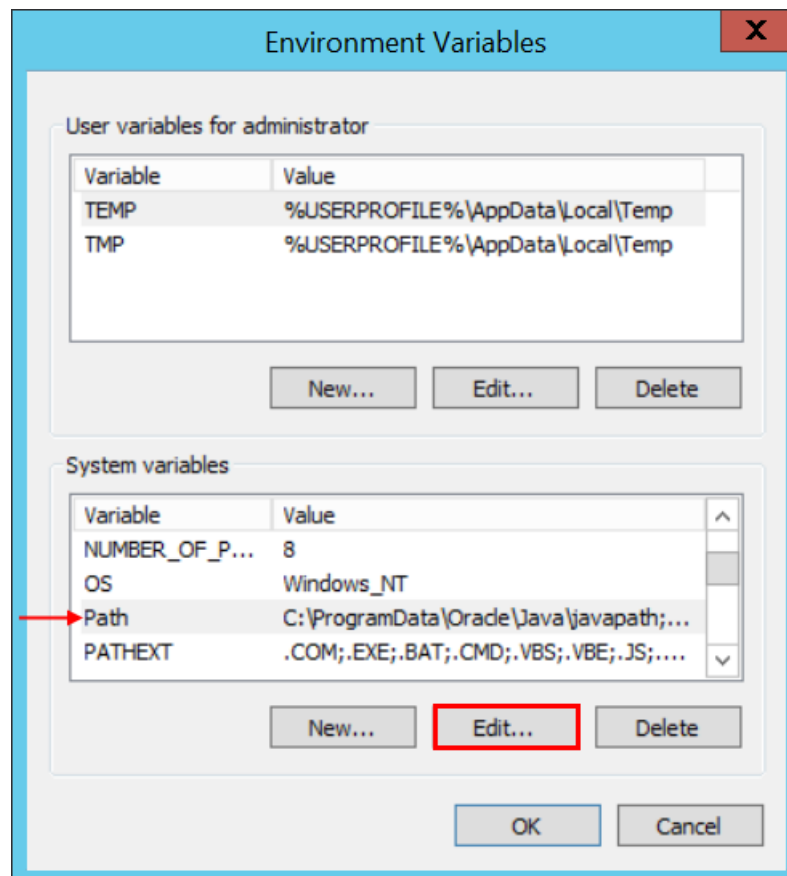 Environment Variables
X
User variables for administrator
Variable Value
TEMP %USERPROFILE%\AppData\Local\Temp
TMP %USERPROFILE%\AppData\Local\Temp
New... Edit... Delete
System variables
Variable Value
NUMBER_OF_P... 8
OS Windows_NT
Path C:\ProgramData\Oracle\Java\javapath;...
PATHEXT .COM;.EXE;.BAT;.CMD;.VBS;.VBE;.JS;....
New... Edit... Delete
OK Cancel